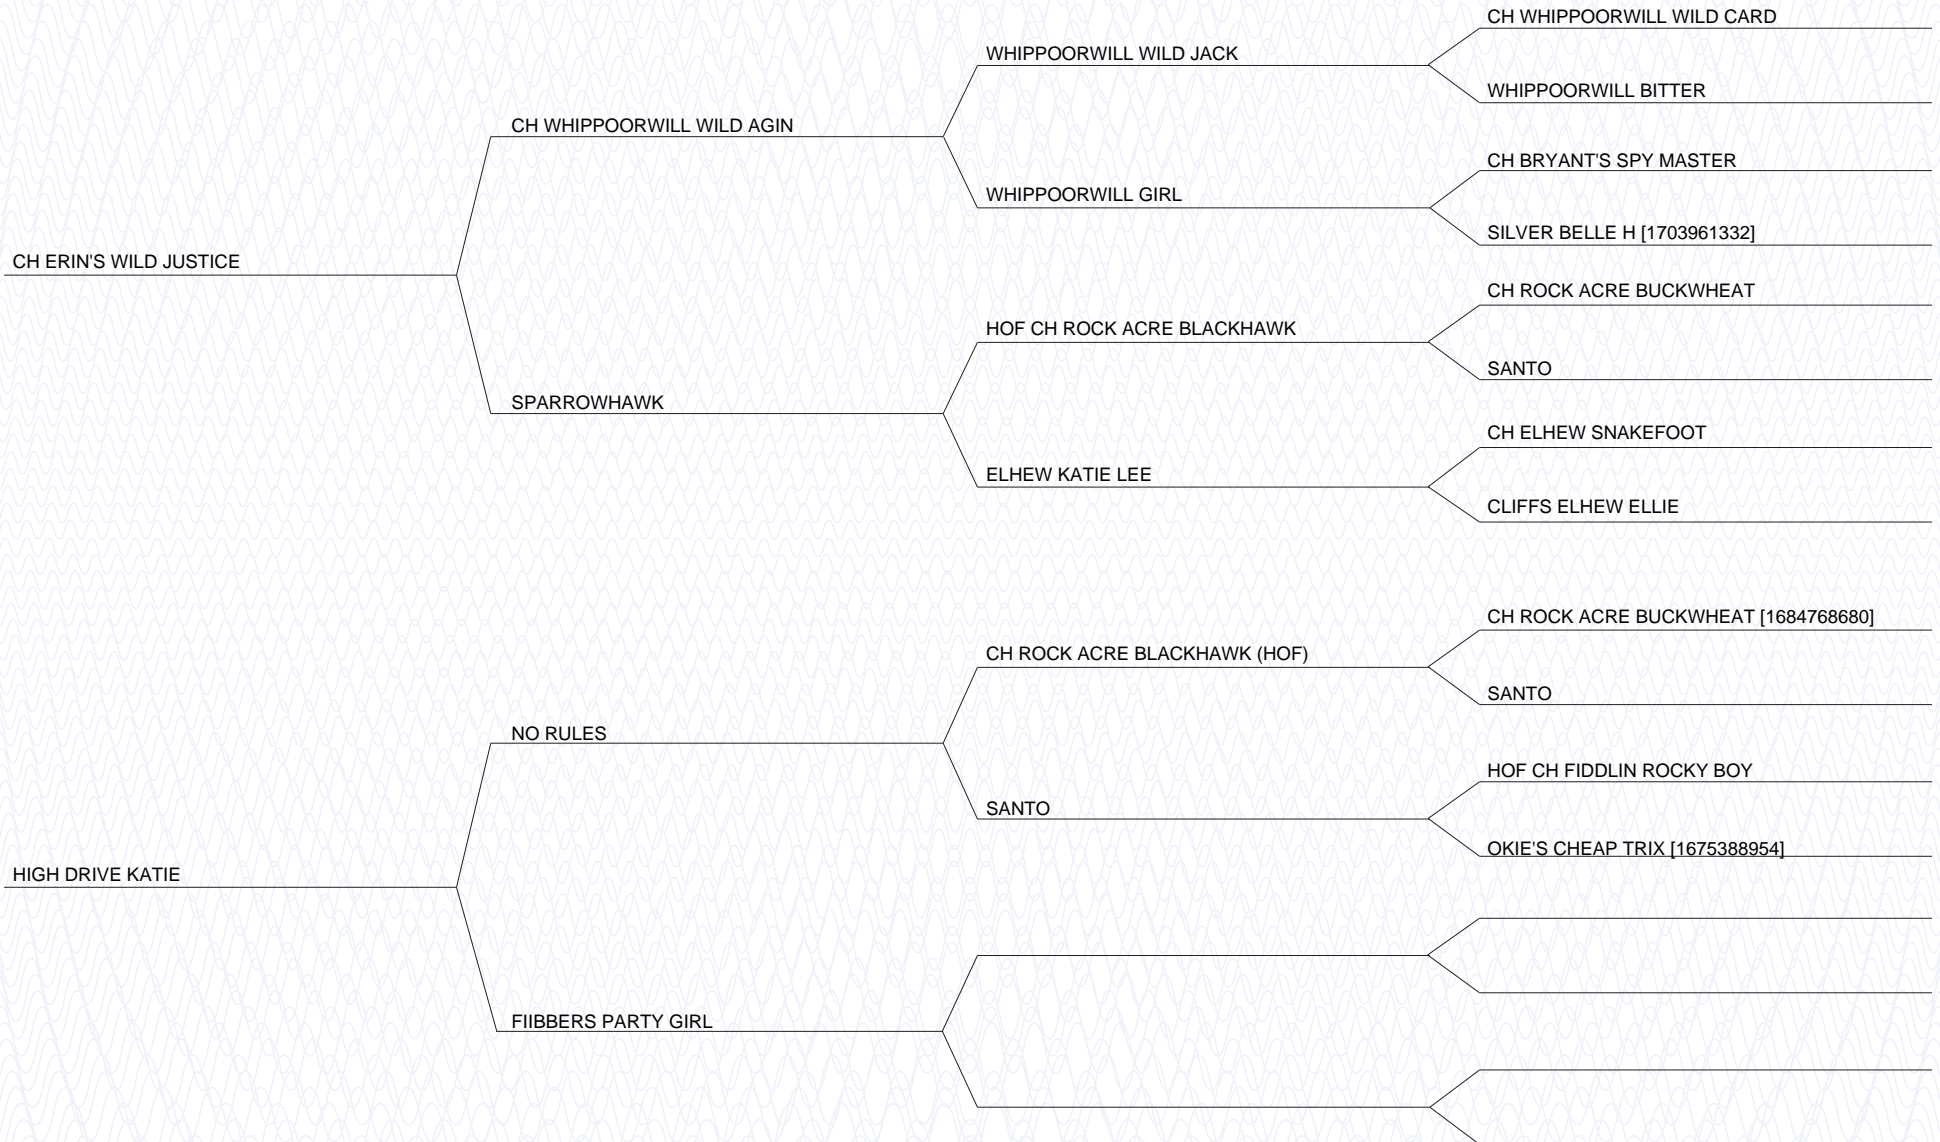 CH WHIPPOORWILL WILD CARD
WHIPPOORWILL WILD JACK
WHIPPOORWILL BITTER
CH WHIPPOORWILL WILD AGIN
CH BRYANT'S SPY MASTER
WHIPPOORWILL GIRL
SILVER BELLE H [1703961332]
CH ERIN'S WILD JUSTICE
CH ROCK ACRE BUCKWHEAT
HOF CH ROCK ACRE BLACKHAWK
SANTO
SPARROWHAWK
CH ELHEW SNAKEFOOT
ELHEW KATIE LEE
CLIFFS ELHEW ELLIE
CH ROCK ACRE BUCKWHEAT [1684768680]
CH ROCK ACRE BLACKHAWK (HOF)
SANTO
NO RULES
HOF CH FIDDLIN ROCKY BOY
SANTO
OKIE'S CHEAP TRIX [1675388954]
HIGH DRIVE KATIE
FIIBBERS PARTY GIRL